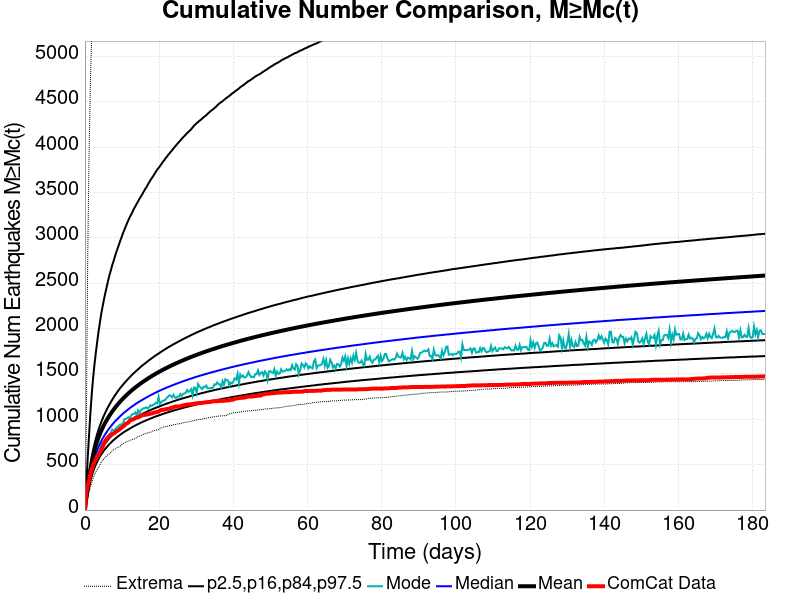 Cumulative Number Comparison, M≥Mc(t)
Cumulative Num Earthquakes M≥Mc(t)
5000
4500
4000
3500
3000
2500
2000
1500
1000
500
0
0 20 40 60 80 100 120 140 160 180
Time (days)
Extrema p2.5,p16,p84,p97.5 Mode Median Mean ComCat Data